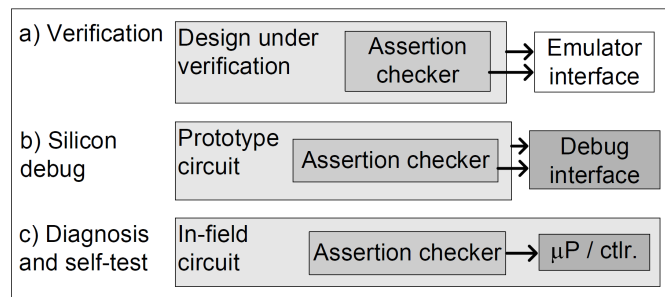 a) Verification
Design under
verification
Assertion
checker
Emulator
interface
b) Silicon
debug
Prototype
circuit
Assertion checker
Debug
interface
c) Diagnosis
and self-test
In-field
circuit
Assertion checker
μP / ctlr.